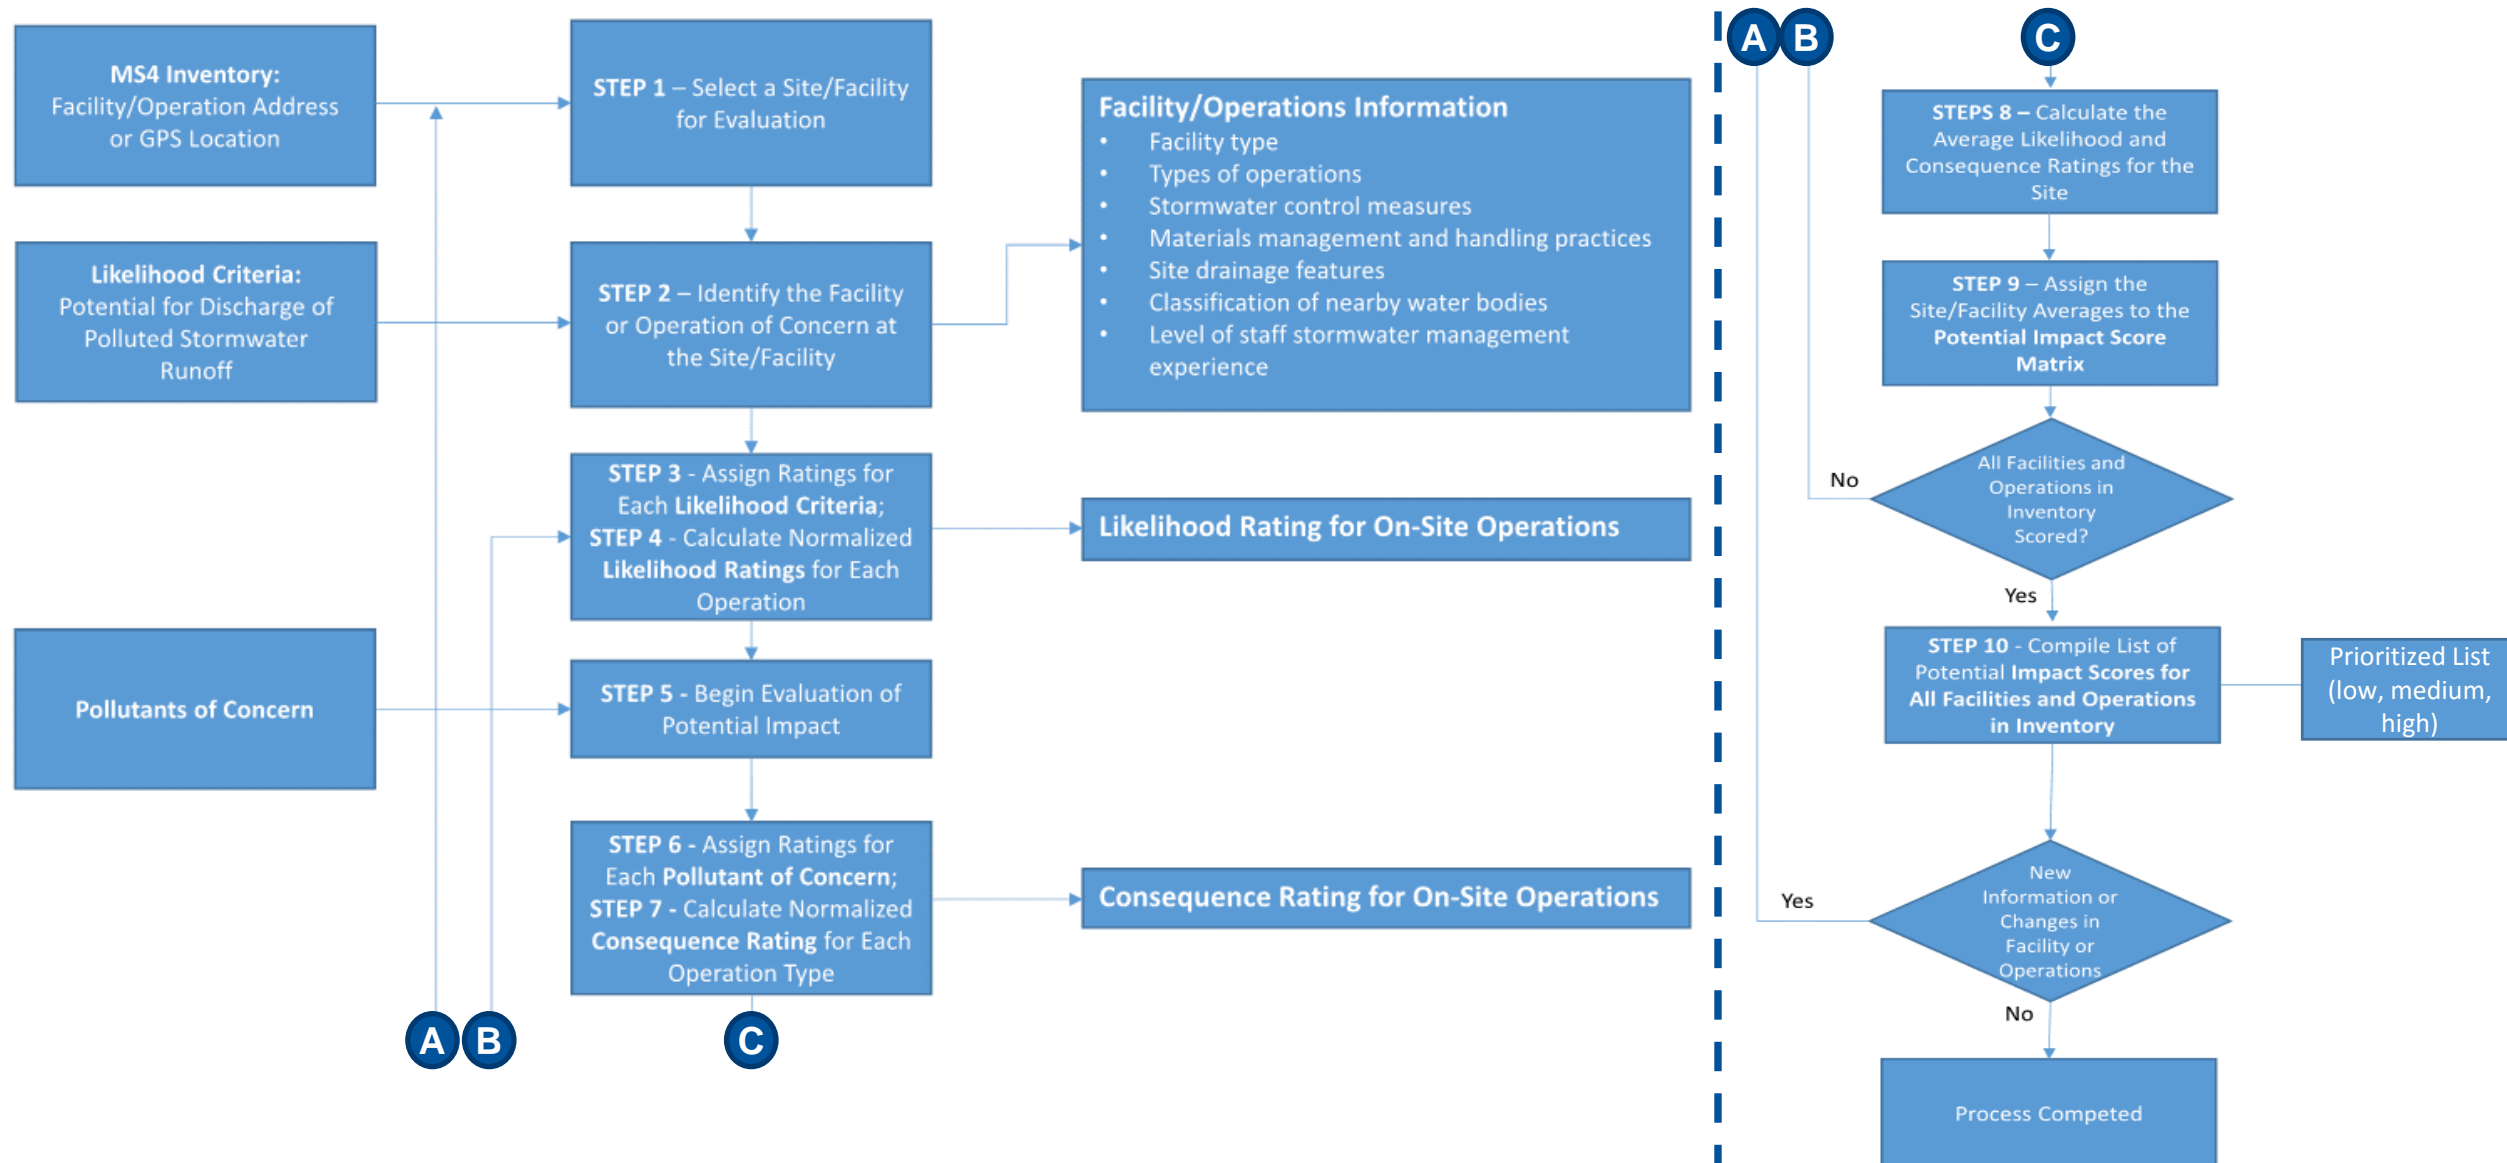 MS4 Inventory:
Facility/Operation Address
or GPS Location
STEP 1 – Select a Site/Facility
for Evaluation
Likelihood Criteria:
Potential for Discharge of
Polluted Stormwater
Runoff
STEP 2 – Identify the Facility
or Operation of Concern at
the Site/Facility
Facility/Operations Information
• Facility type
• Types of operations
• Stormwater control measures
• Materials management and handling practices
• Site drainage features
• Classification of nearby water bodies
• Level of staff stormwater management
experience
STEP 3 - Assign Ratings for
Each Likelihood Criteria;
STEP 4 - Calculate Normalized
Likelihood Ratings for Each
Operation
Likelihood Rating for On-Site Operations
Pollutants of Concern
STEP 5 - Begin Evaluation of
Potential Impact
STEP 6 - Assign Ratings for
Each Pollutant of Concern;
STEP 7 - Calculate Normalized
Consequence Rating for Each
Operation Type
Consequence Rating for On-Site Operations
A
B
C
A
B
C
STEPS 8 – Calculate the
Average Likelihood and
Consequence Ratings for the
Site
STEP 9 – Assign the
Site/Facility Averages to the
Potential Impact Score
Matrix
All Facilities and
Operations in
Inventory
Scored?
No
Yes
STEP 10 - Compile List of
Potential Impact Scores for
All Facilities and Operations
in Inventory
Prioritized List
(low, medium,
high)
New
Information or
Changes in
Facility or
Operations
Yes
No
Process Competed